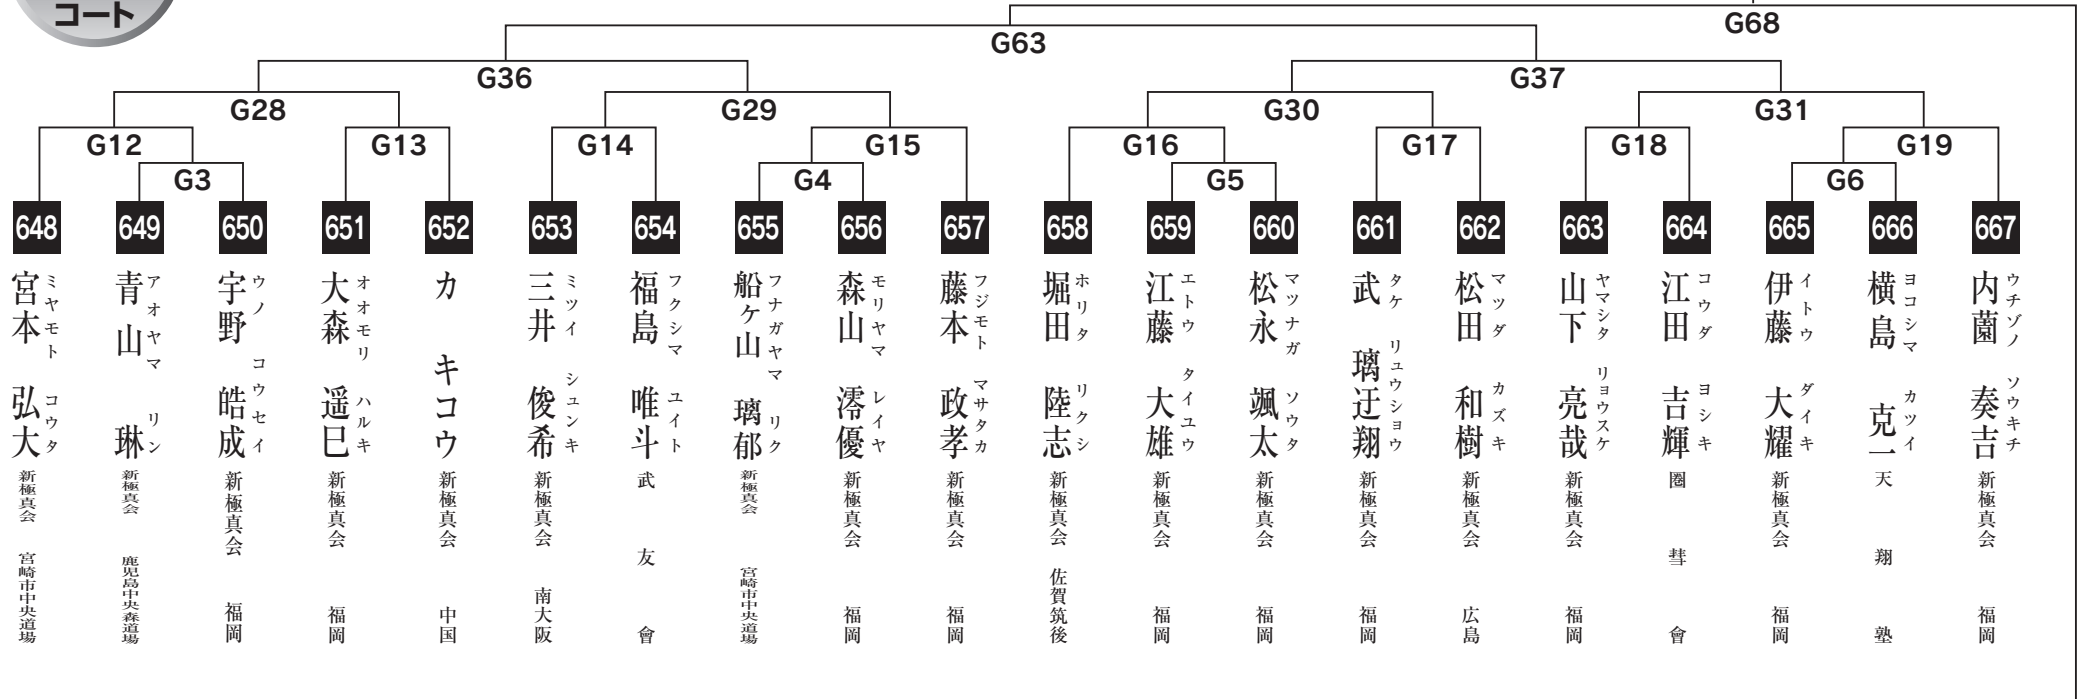 コート
G68
G63
G36
G37
G28
G29
G30
G31
G12
G13
G14
G15
G16
G17
G18
G19
G3
G4
G5
G6
648
宮本 弘大
ミヤモト コウタ
新極真会 宮崎市中央道場
649
青山 琳
アオヤマ リン
新極真会 鹿児島中央森道場
650
宇野 皓成
ウノ コウセイ
新極真会 福岡
651
大森 遥巳
オオモリ ハルキ
新極真会 福岡
652
カ キコウ
新極真会 中国
653
三井 俊希
ミツイ シュンキ
新極真会 南大阪
654
福島 唯斗
フクシマ ユイト
武友會
655
船ケ山 璃郁
フナガヤマ リク
新極真会 宮崎市中央道場
656
森山 澪優
モリヤマ レイヤ
新極真会 福岡
657
藤本 政孝
フジモト マサタカ
新極真会 福岡
658
堀田 陸志
ホリタ リクシ
新極真会 佐賀筑後
659
江藤 大雄
エトウ タイユウ
新極真会 福岡
660
松永 颯太
マツナガ ソウタ
新極真会 福岡
661
武 璃迂翔
タケ リュウショウ
新極真会 福岡
662
松田 和樹
マツダ カズキ
新極真会 広島
663
山下 亮哉
ヤマシタ リョウスケ
新極真会 福岡
664
江田 吉輝
コウダ ヨシキ
圏彗會
665
伊藤 大耀
イトウ ダイキ
新極真会 福岡
666
横島 克一
ヨコシマ カツイ
天翔塾
667
内薗 奏吉
ウチゾノ ソウキチ
新極真会 福岡